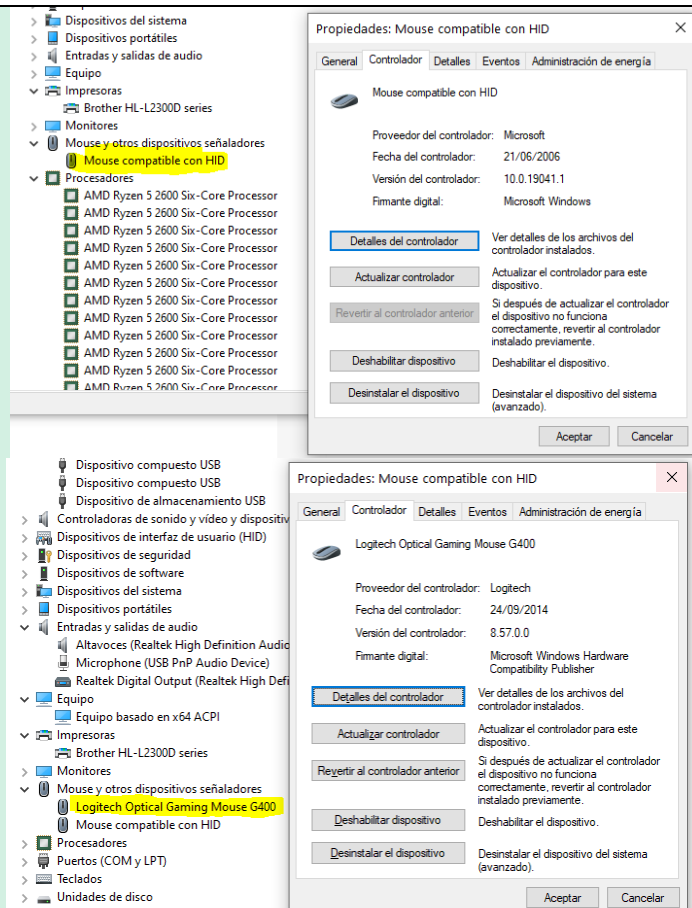 Dispositivos del sistema
Dispositivos portátiles
Entradas y salidas de audio
Equipo
Impresoras
Brother HL-L2300D series
Monitores
Mouse y otros dispositivos señaladores
Mouse compatible con HID
Procesadores
AMD Ryzen 5 2600 Six-Core Processor
AMD Ryzen 5 2600 Six-Core Processor
AMD Ryzen 5 2600 Six-Core Processor
AMD Ryzen 5 2600 Six-Core Processor
AMD Ryzen 5 2600 Six-Core Processor
AMD Ryzen 5 2600 Six-Core Processor
AMD Ryzen 5 2600 Six-Core Processor
AMD Ryzen 5 2600 Six-Core Processor
AMD Ryzen 5 2600 Six-Core Processor
AMD Ryzen 5 2600 Six-Core Processor
AMD Ryzen 5 2600 Six-Core Processor
AMD Ryzen 5 2600 Six-Core Processor
Propiedades: Mouse compatible con HID
General Controlador Detalles Eventos Administración de energía
Mouse compatible con HID
Proveedor del controlador: Microsoft
Fecha del controlador: 21/06/2006
Versión del controlador: 10.0.19041.1
Firmante digital: Microsoft Windows
Detalles del controlador
Ver detalles de los archivos del
controlador instalados.
Actualizar controlador
Actualizar el controlador para este
dispositivo.
Revertir al controlador anterior
Si después de actualizar el controlador
el dispositivo no funciona
correctamente, revertir al controlador
instalado previamente.
Deshabilitar dispositivo
Deshabilitar el dispositivo.
Desinstalar el dispositivo
Desinstalar el dispositivo del sistema
(avanzado).
Aceptar Cancelar
Dispositivo compuesto USB
Dispositivo compuesto USB
Dispositivo de almacenamiento USB
Controladoras de sonido y vídeo y dispositiv
Dispositivos de interfaz de usuario (HID)
Dispositivos de seguridad
Dispositivos de software
Dispositivos del sistema
Dispositivos portátiles
Entradas y salidas de audio
Altavoces (Realtek High Definition Audio
Microphone (USB PnP Audio Device)
Realtek Digital Output (Realtek High Defi
Equipo
Equipo basado en x64 ACPI
Impresoras
Brother HL-L2300D series
Monitores
Mouse y otros dispositivos señaladores
Logitech Optical Gaming Mouse G400
Mouse compatible con HID
Procesadores
Puertos (COM y LPT)
Teclados
Unidades de disco
Propiedades: Mouse compatible con HID
General Controlador Detalles Eventos Administración de energía
Logitech Optical Gaming Mouse G400
Proveedor del controlador: Logitech
Fecha del controlador: 24/09/2014
Versión del controlador: 8.57.0.0
Firmante digital: Microsoft Windows Hardware
Compatibility Publisher
Detalles del controlador
Ver detalles de los archivos del
controlador instalados.
Actualizar controlador
Actualizar el controlador para este
dispositivo.
Revertir al controlador anterior
Si después de actualizar el controlador
el dispositivo no funciona
correctamente, revertir al controlador
instalado previamente.
Deshabilitar dispositivo
Deshabilitar el dispositivo.
Desinstalar el dispositivo
Desinstalar el dispositivo del sistema
(avanzado).
Aceptar Cancelar